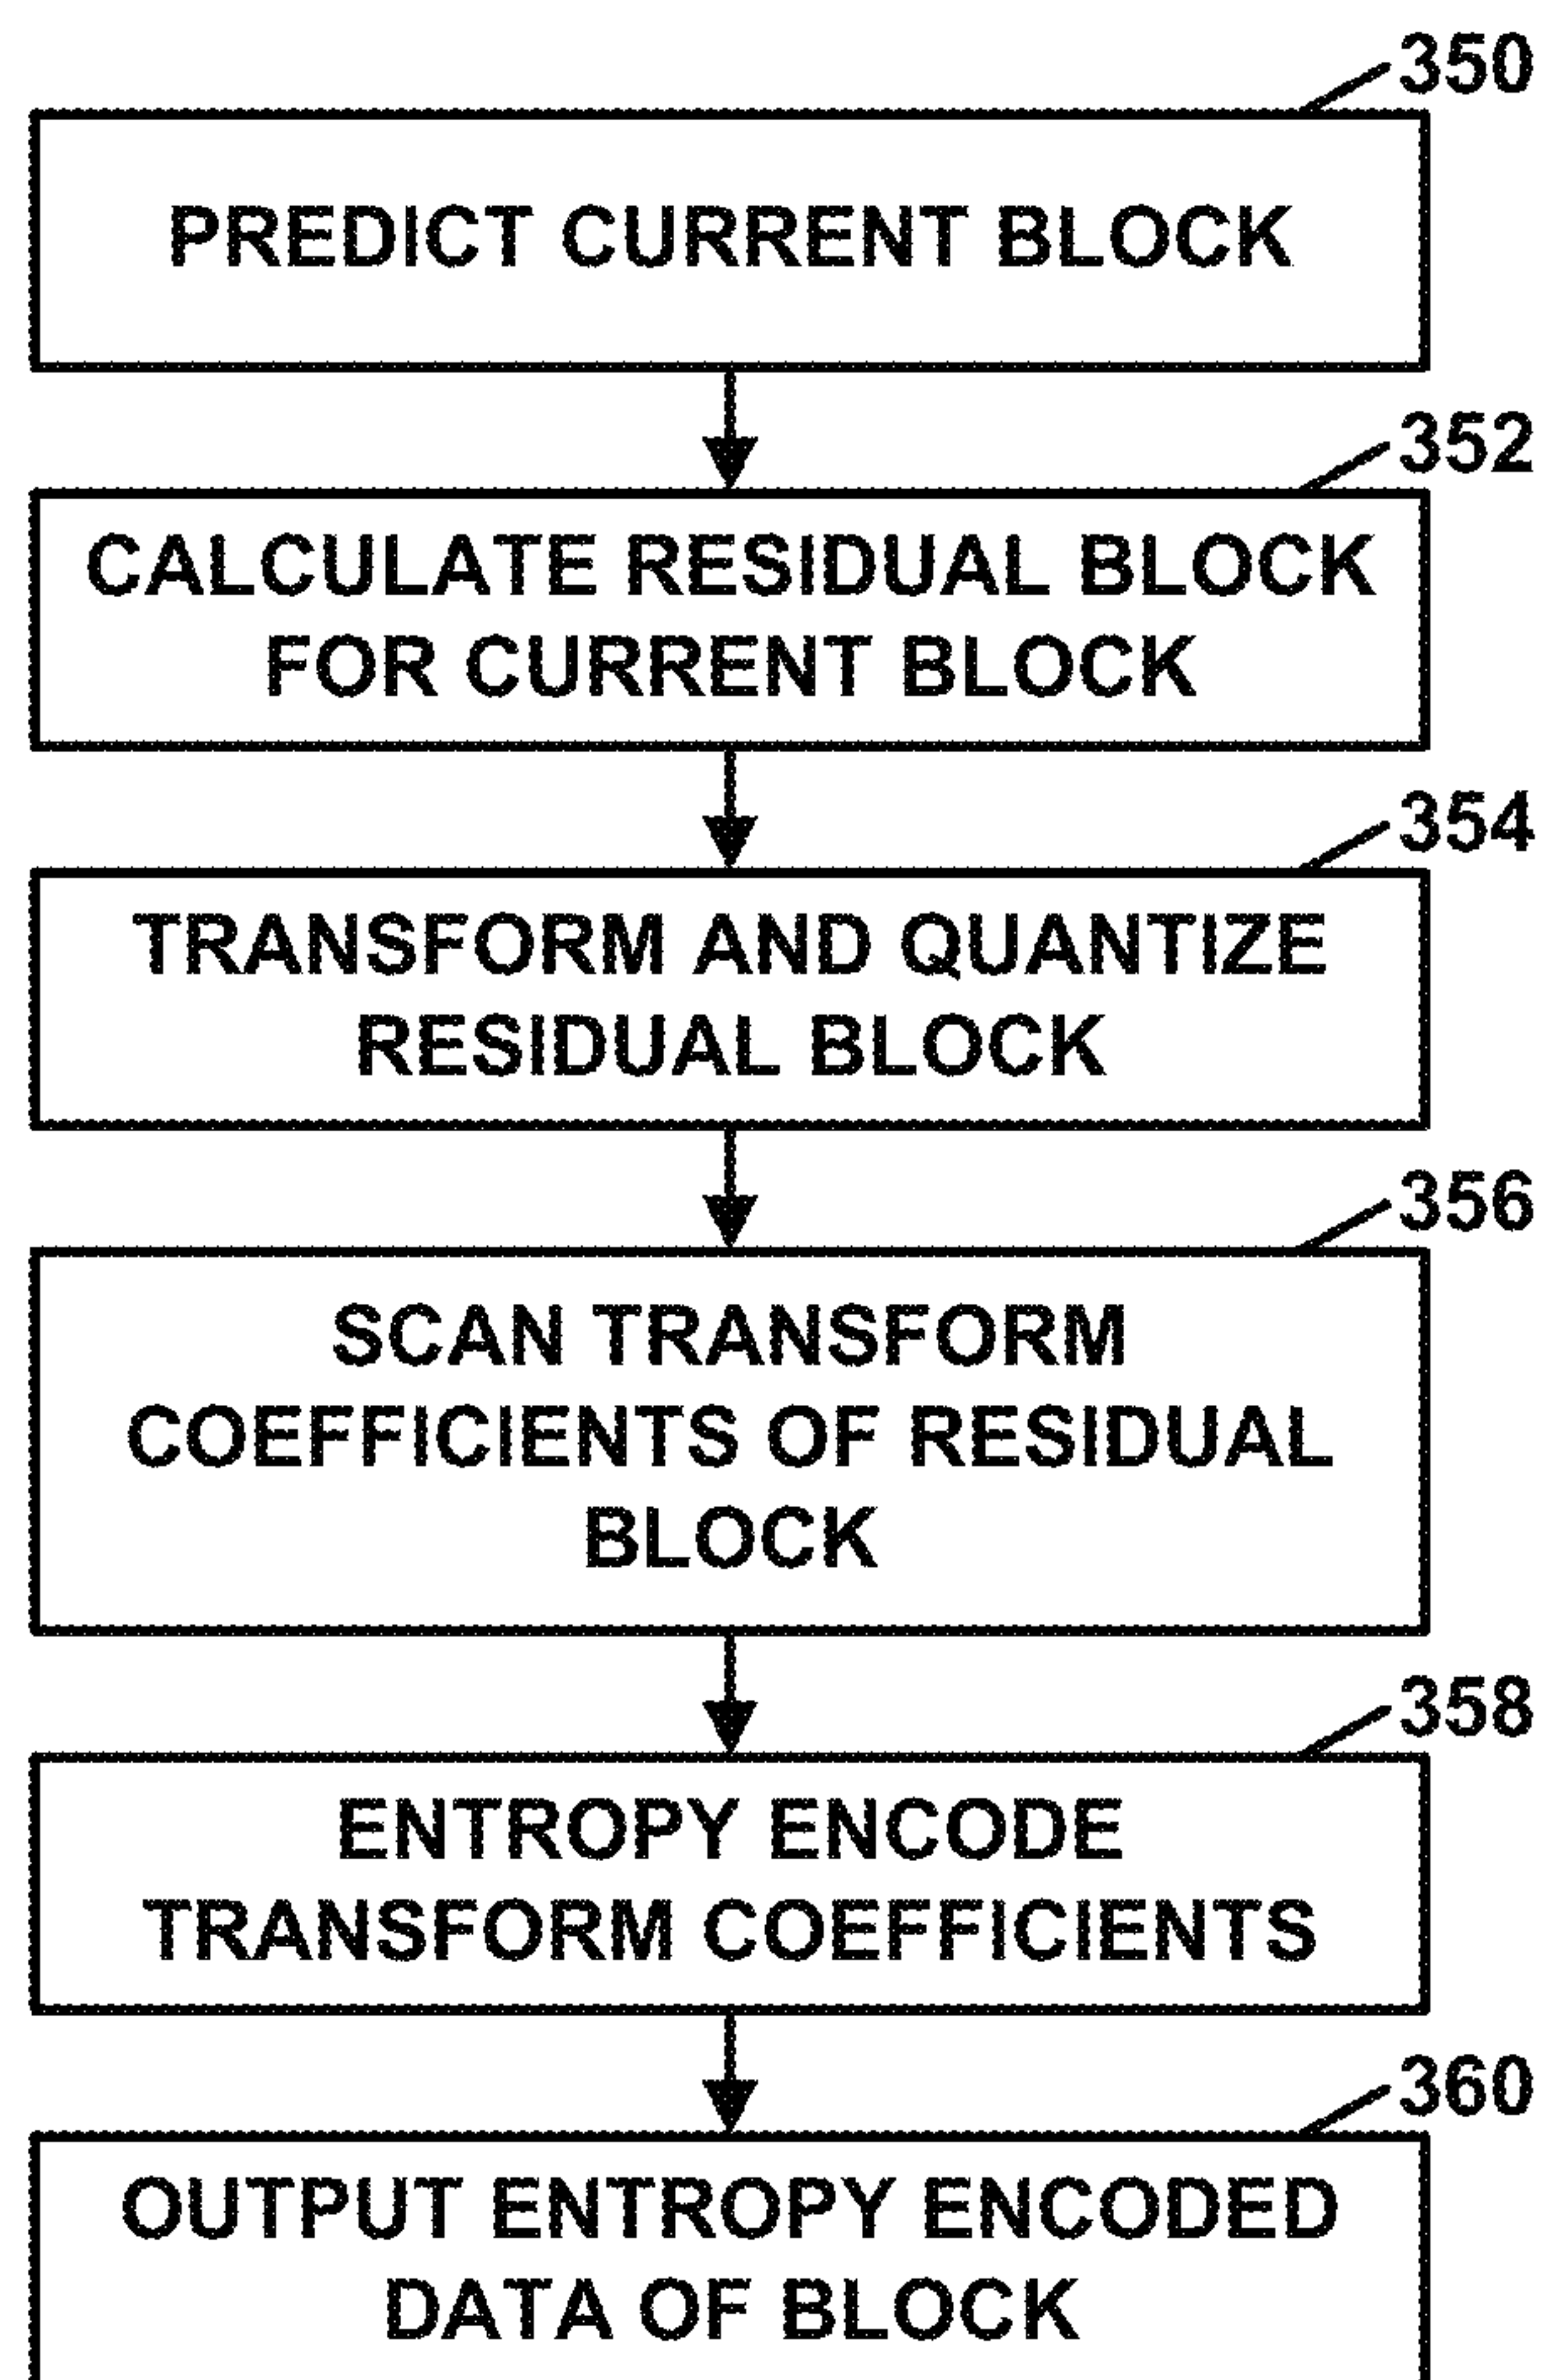 350
PREDICT CURRENT BLOCK
352
CALCULATE RESIDUAL BLOCK
FOR CURRENT BLOCK
354
TRANSFORM AND QUANTIZE
RESIDUAL BLOCK
356
SCAN TRANSFORM
COEFFICIENTS OF RESIDUAL
BLOCK
358
ENTROPY ENCODE
TRANSFORM COEFFICIENTS
360
OUTPUT ENTROPY ENCODED
DATA OF BLOCK